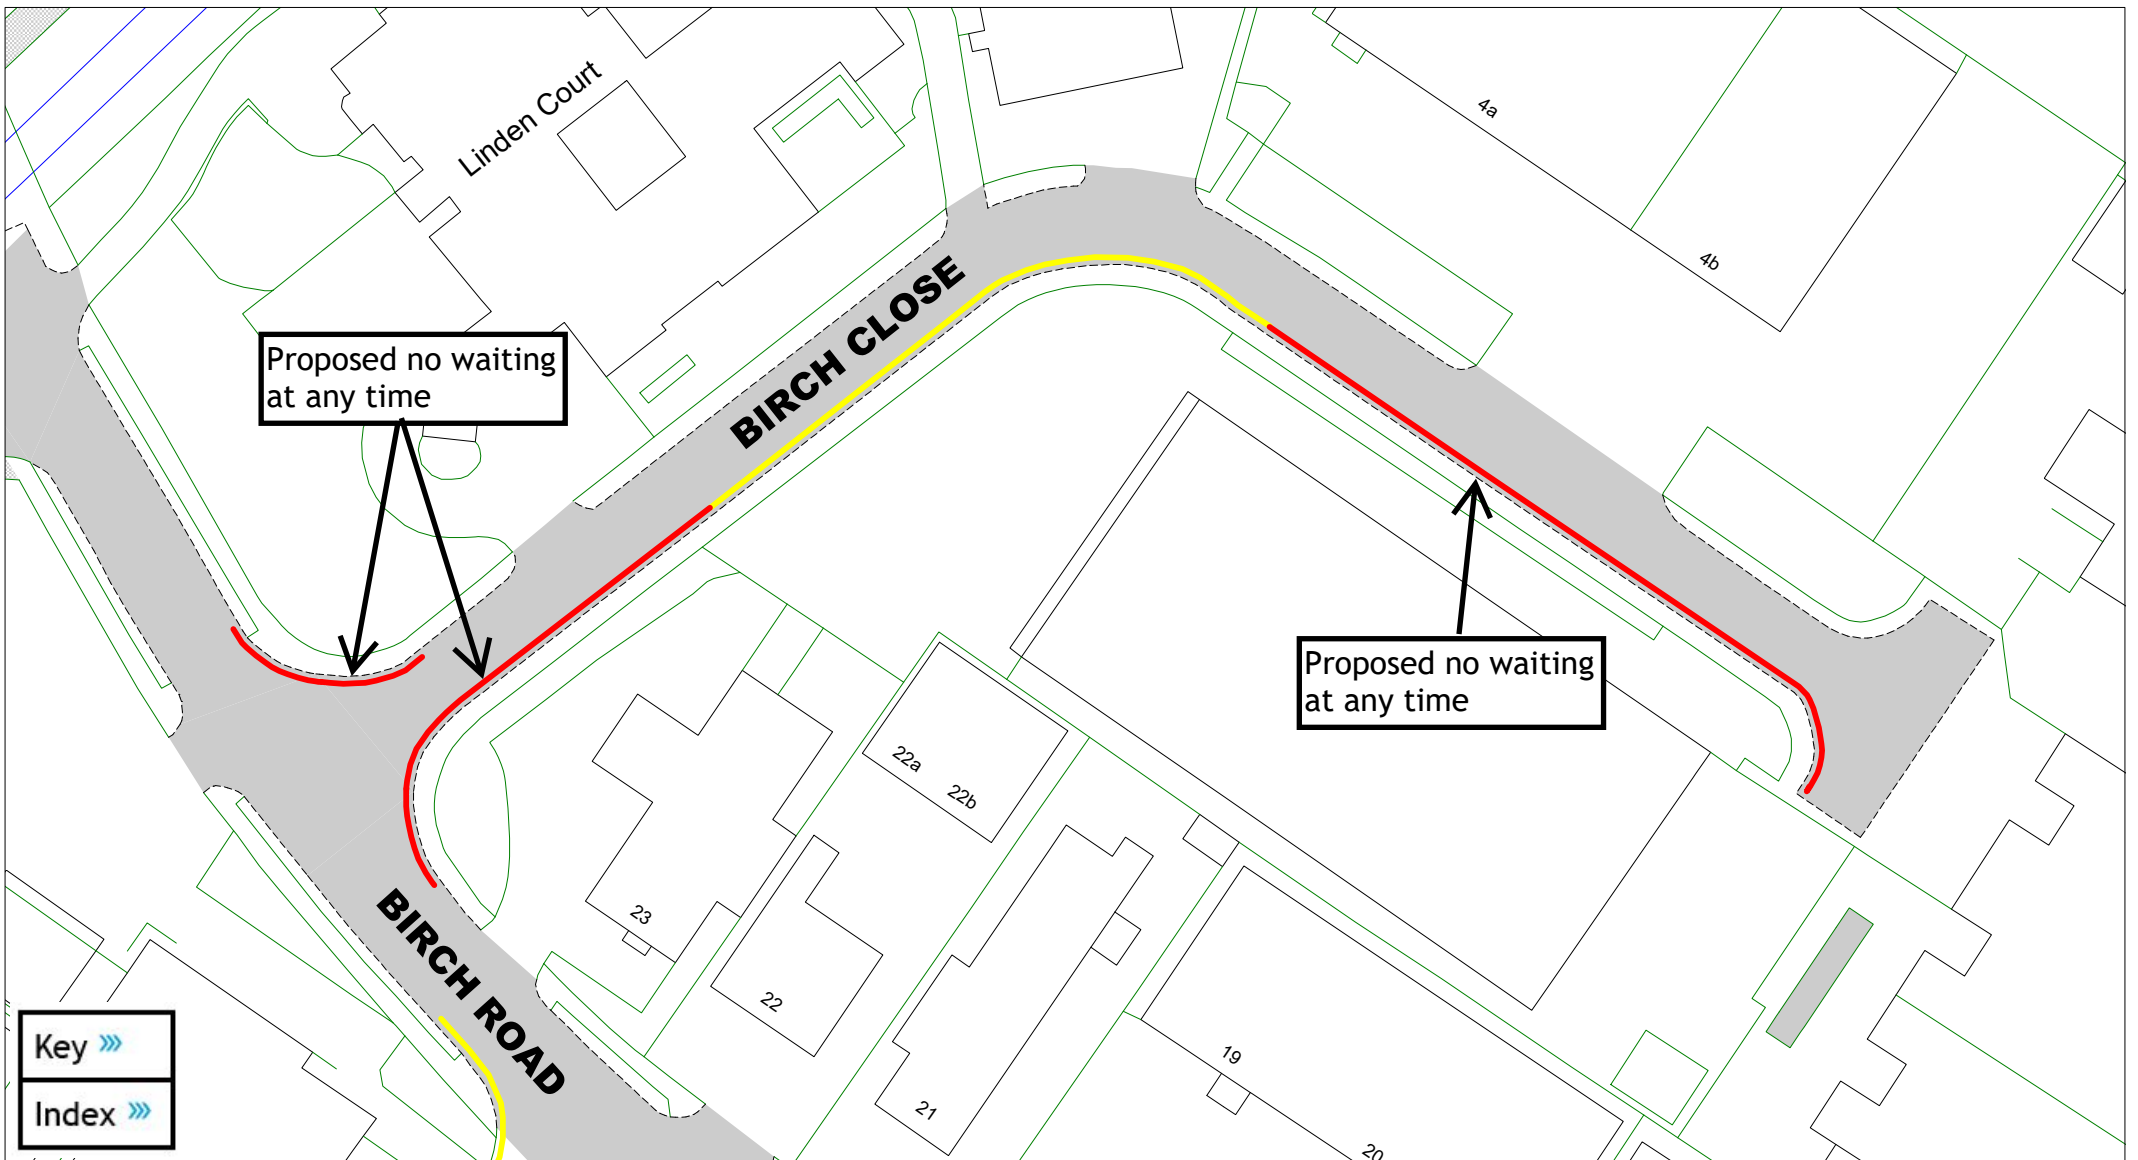 Linden Court
4a
4b
BIRCH CLOSE
Proposed no waiting
at any time
Proposed no waiting
at any time
22a
22b
23
22
BIRCH ROAD
21
19
20
Key »»
Index »»